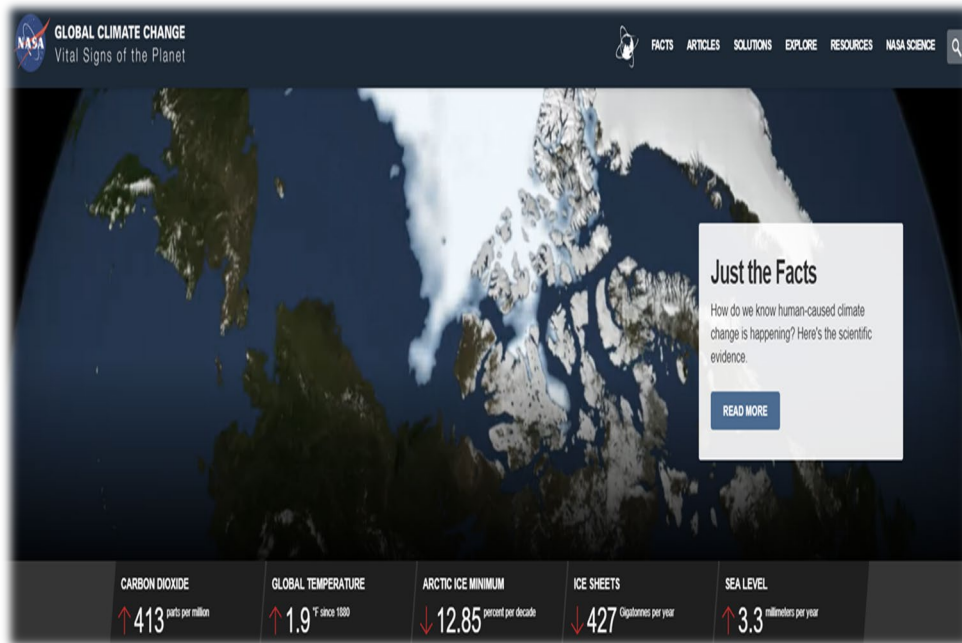 NASA
GLOBAL CLIMATE CHANGE
Vital Signs of the Planet
FACTS ARTICLES SOLUTIONS EXPLORE RESOURCES NASA SCIENCE
Just the Facts
How do we know human-caused climate
change is happening? Here's the scientific
evidence.
READ MORE
CARBON DIOXIDE
↑ 413 parts per million
GLOBAL TEMPERATURE
↑ 1.9 °F since 1880
ARCTIC ICE MINIMUM
↓ 12.85 percent per decade
ICE SHEETS
↓ 427 Gigatonnes per year
SEA LEVEL
↑ 3.3 millimeters per year